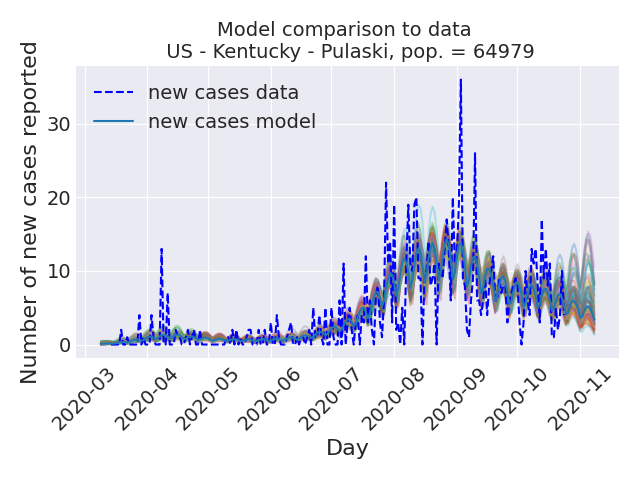 Model comparison to data
US - Kentucky - Pulaski, pop. = 64979
Number of new cases reported
new cases data
new cases model
30
20
10
0
2020-03
2020-04
2020-05
2020-06
2020-07
2020-08
2020-09
2020-10
2020-11
Day